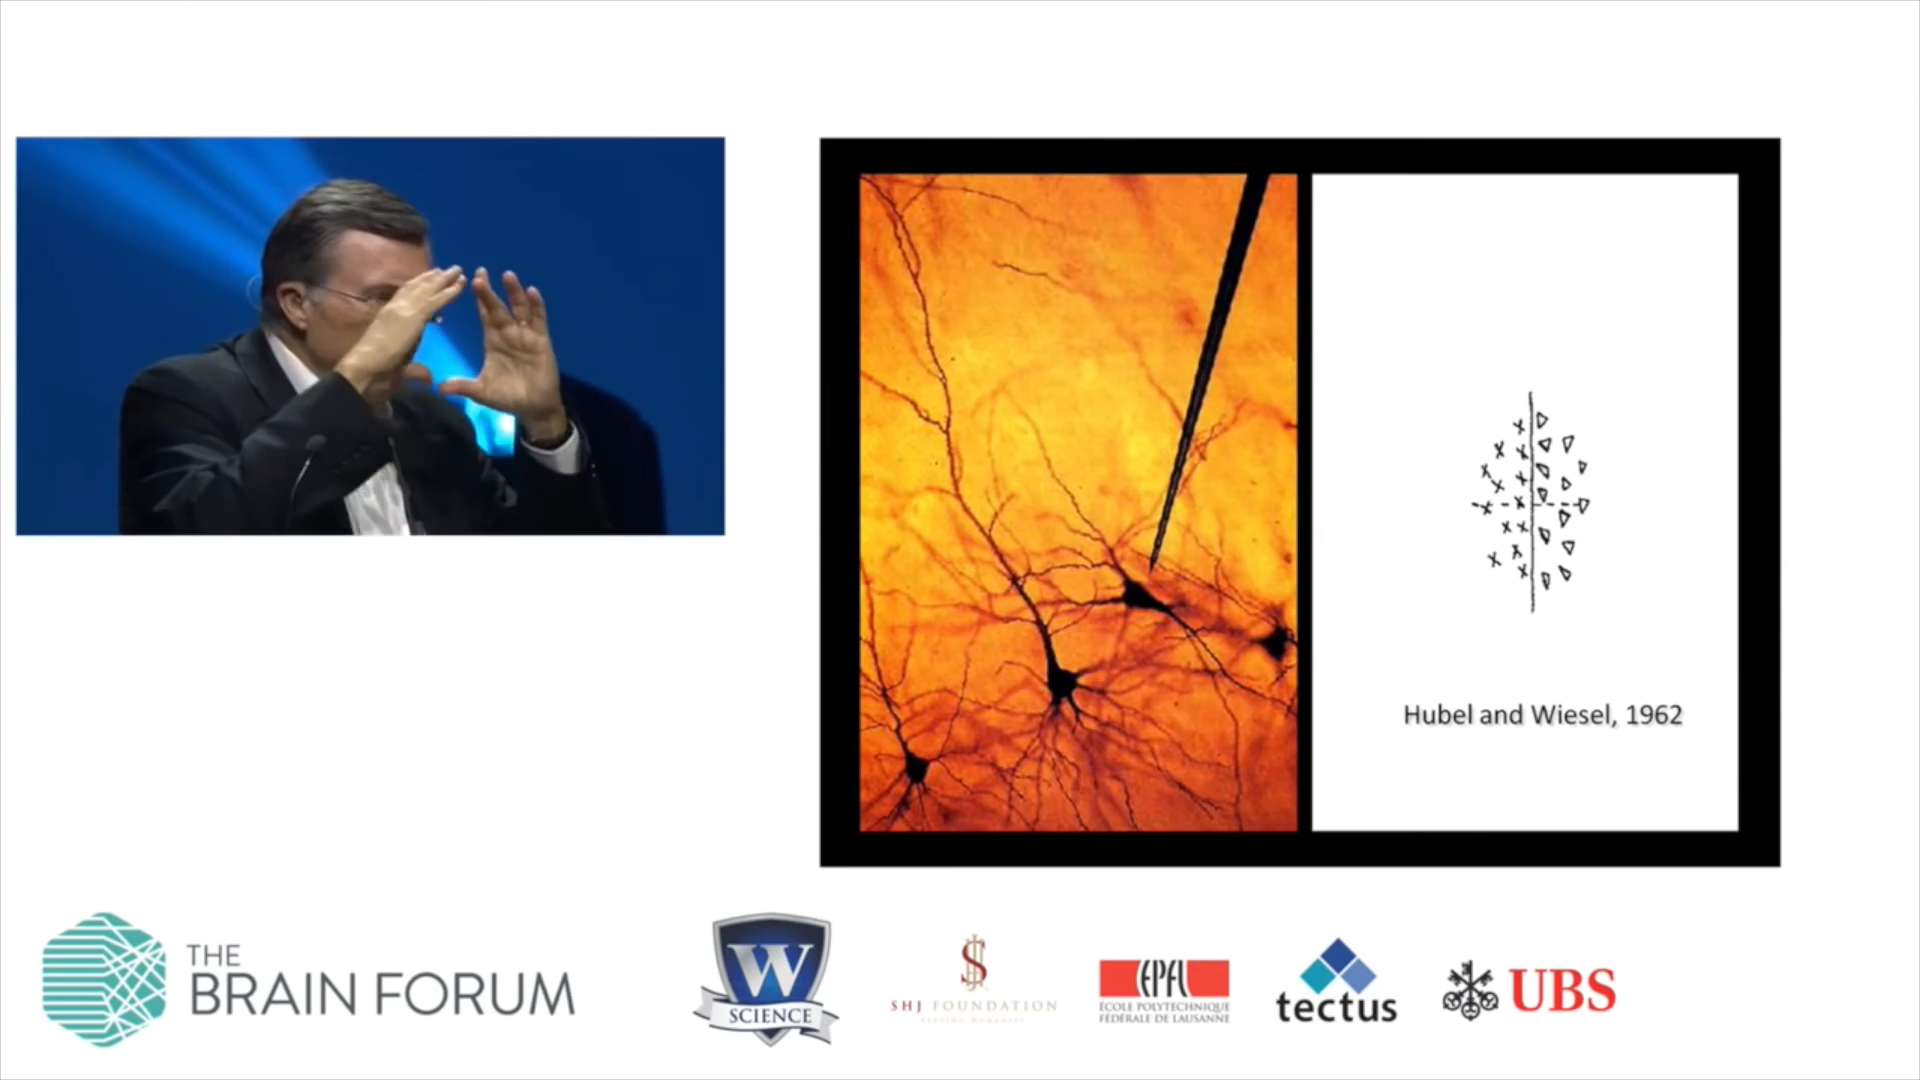 Hubel and Wiesel, 1962
THE
BRAIN FORUM
W
SCIENCE
SHJ FOUNDATION
EPFL
ÉCOLE POLYTECHNIQUE
FÉDÉRALE DE LAUSANNE
tectus
UBS